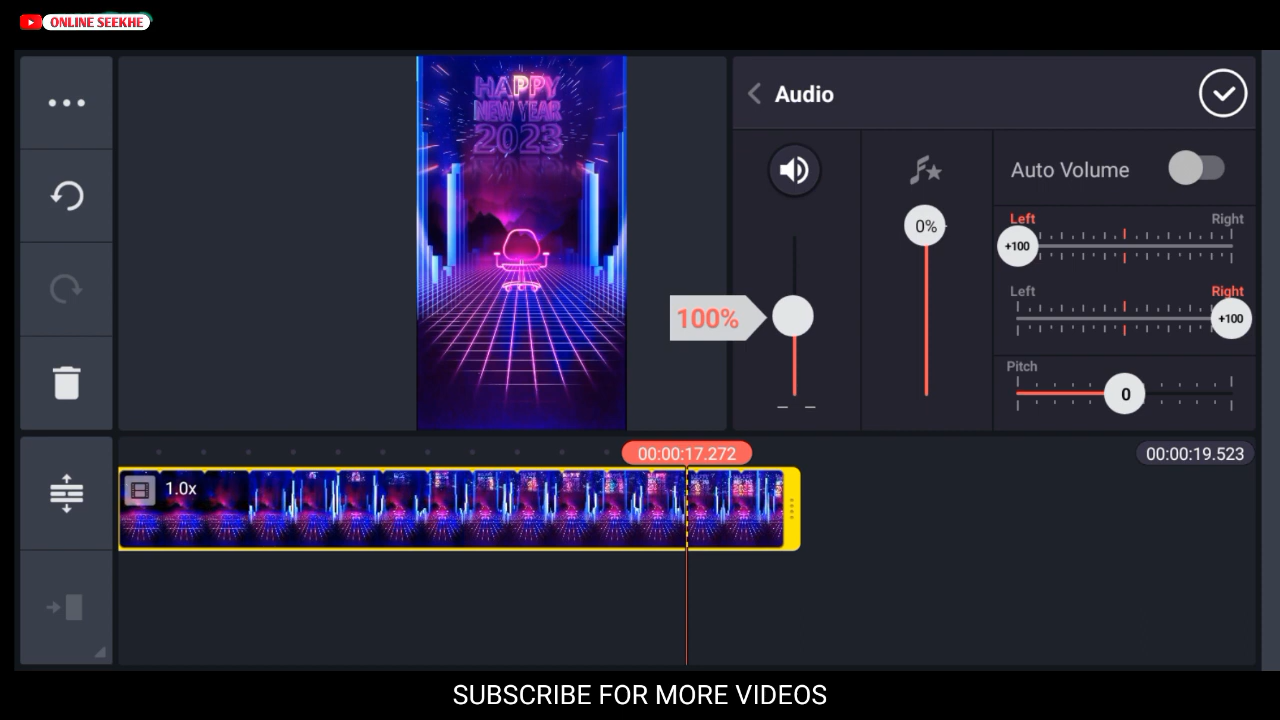 ONLINE SEEKHE
HAPPY
NEW YEAR
2023
Audio
Auto Volume
Left Right
+100
0%
Left Right
+100
100%
Pitch
0
00:00:17.272
00:00:19.523
1.0x
SUBSCRIBE FOR MORE VIDEOS